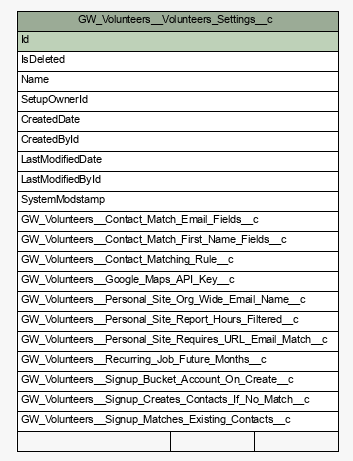 GW_Volunteers__Volunteers_Settings__c
Id
IsDeleted
Name
SetupOwnerId
CreatedDate
CreatedById
LastModifiedDate
LastModifiedById
SystemModstamp
GW_Volunteers__Contact_Match_Email_Fields__c
GW_Volunteers__Contact_Match_First_Name_Fields__c
GW_Volunteers__Contact_Matching_Rule__c
GW_Volunteers__Google_Maps_API_Key__c
GW_Volunteers__Personal_Site_Org_Wide_Email_Name__c
GW_Volunteers__Personal_Site_Report_Hours_Filtered__c
GW_Volunteers__Personal_Site_Requires_URL_Email_Match__c
GW_Volunteers__Recurring_Job_Future_Months__c
GW_Volunteers__Signup_Bucket_Account_On_Create__c
GW_Volunteers__Signup_Creates_Contacts_If_No_Match__c
GW_Volunteers__Signup_Matches_Existing_Contacts__c